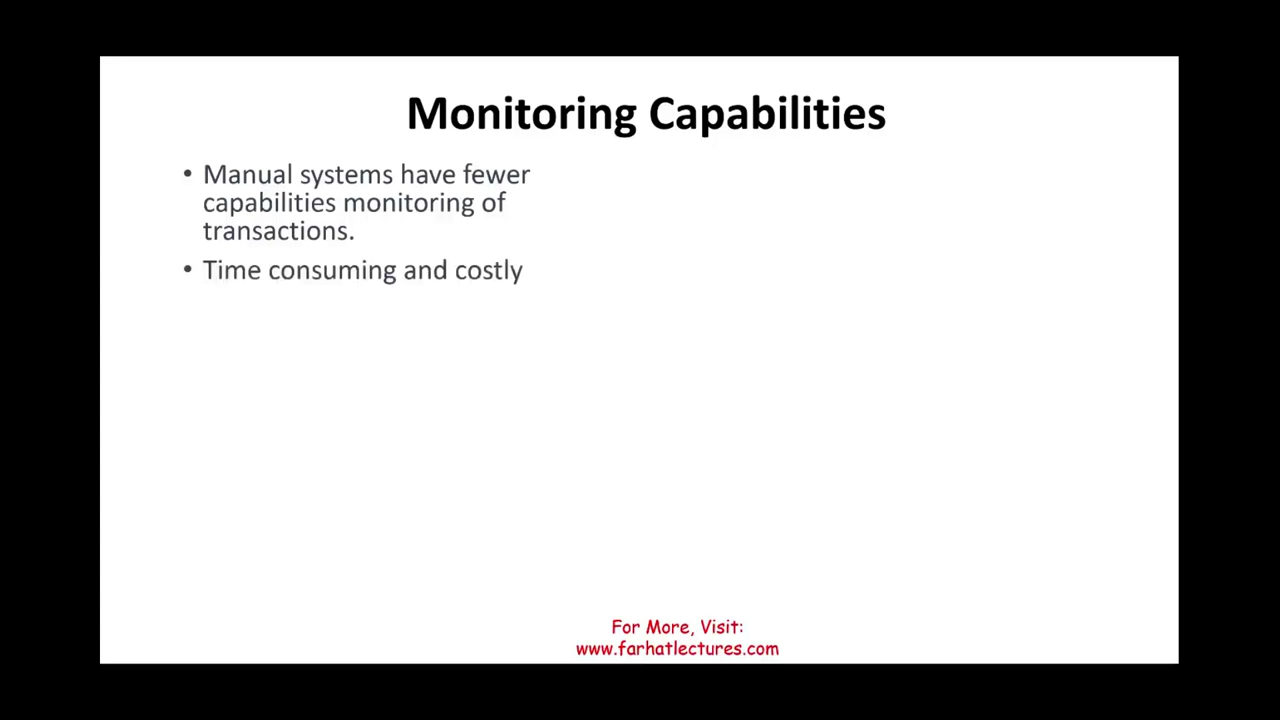 Monitoring Capabilities
• Manual systems have fewer
capabilities monitoring of
transactions.
• Time consuming and costly
For More, Visit:
www.farhatlectures.com